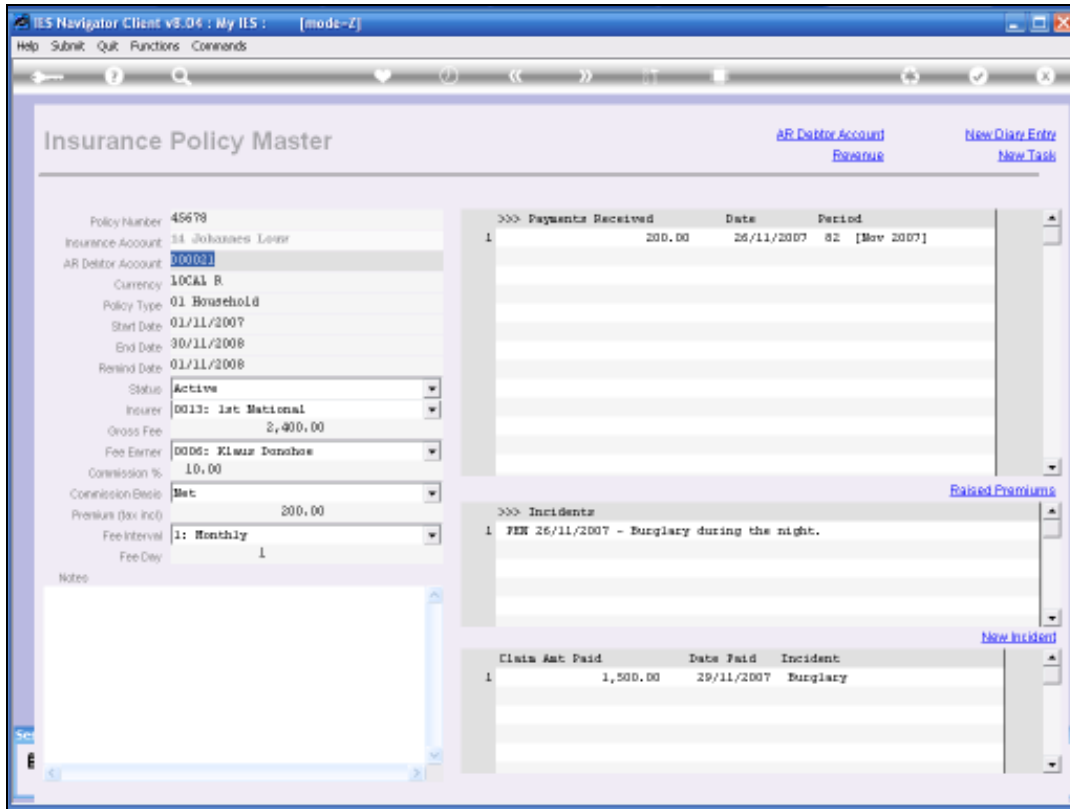 IES Navigator Client v8.04 : My IES : [mode=Z]
Help Submit Quit Functions Commands
Insurance Policy Master
AR Debtor Account
New Diary Entry
Revenue
New Task
Policy Number 45678
Insurance Account 14 Johannes
AR Debtor Account D00021
Currency LOCAL R
Policy Type 01 Household
Start Date 01/11/2007
End Date 30/11/2008
Remind Date 01/11/2008
Status Active
Insurer 0013: 1st National
Gross Fee 2,400.00
Fee Earner 0006: Klaus Donohoe
Commission % 10.00
Commission Basis Net
Premium (tax incl) 200.00
Fee Interval 1: Monthly
Fee Day 1
Notes
>>> Payments Received Date Period
1 200.00 26/11/2007 82 [Nov 2007]
Raised Premiums
>>> Incidents
1 PEN 26/11/2007 - Burglary during the night.
New Incident
Claim Amt Paid Date Paid Incident
1 1,500.00 29/11/2007 Burglary